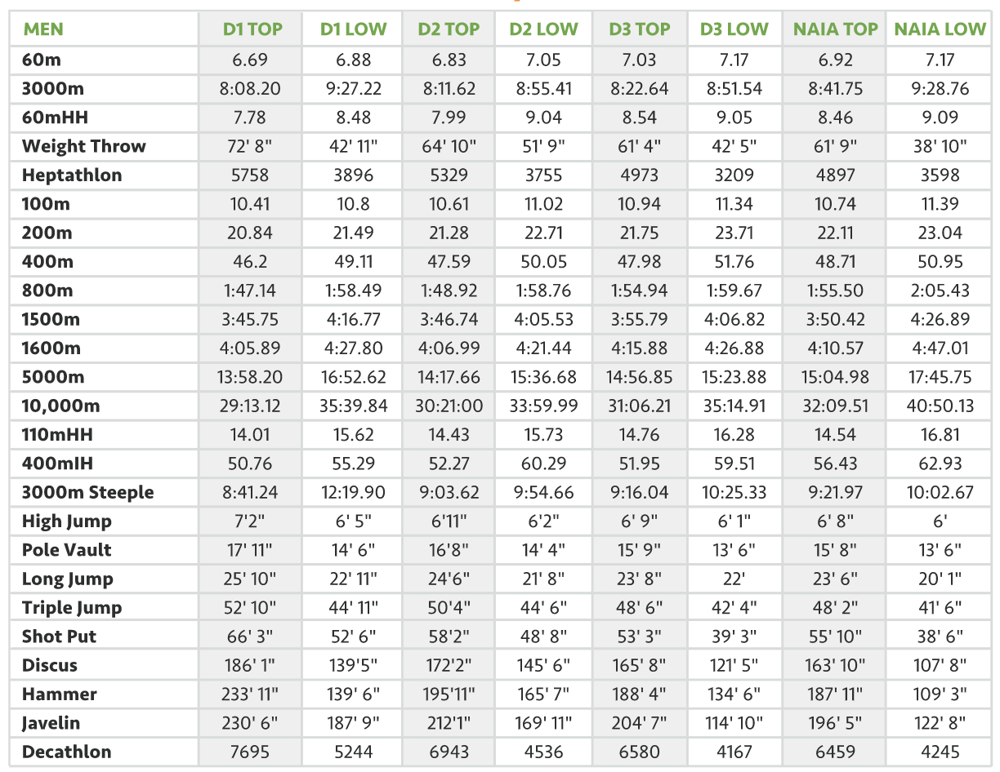 MEN D1 TOP D1 LOW D2 TOP D2 LOW D3 TOP D3 LOW NAIA TOP NAIA LOW
60m 6.69 6.88 6.83 7.05 7.03 7.17 6.92 7.17
3000m 8:08.20 9:27.22 8:11.62 8:55.41 8:22.64 8:51.54 8:41.75 9:28.76
60mHH 7.78 8.48 7.99 9.04 8.54 9.05 8.46 9.09
Weight Throw 72' 8" 42' 11" 64' 10" 51' 9" 61' 4" 42' 5" 61' 9" 38' 10"
Heptathlon 5758 3896 5329 3755 4973 3209 4897 3598
100m 10.41 10.8 10.61 11.02 10.94 11.34 10.74 11.39
200m 20.84 21.49 21.28 22.71 21.75 23.71 22.11 23.04
400m 46.2 49.11 47.59 50.05 47.98 51.76 48.71 50.95
800m 1:47.14 1:58.49 1:48.92 1:58.76 1:54.94 1:59.67 1:55.50 2:05.43
1500m 3:45.75 4:16.77 3:46.74 4:05.53 3:55.79 4:06.82 3:50.42 4:26.89
1600m 4:05.89 4:27.80 4:06.99 4:21.44 4:15.88 4:26.88 4:10.57 4:47.01
5000m 13:58.20 16:52.62 14:17.66 15:36.68 14:56.85 15:23.88 15:04.98 17:45.75
10,000m 29:13.12 35:39.84 30:21:00 33:59.99 31:06.21 35:14.91 32:09.51 40:50.13
110mHH 14.01 15.62 14.43 15.73 14.76 16.28 14.54 16.81
400mIH 50.76 55.29 52.27 60.29 51.95 59.51 56.43 62.93
3000m Steeple 8:41.24 12:19.90 9:03.62 9:54.66 9:16.04 10:25.33 9:21.97 10:02.67
High Jump 7'2" 6' 5" 6'11" 6'2" 6' 9" 6' 1" 6' 8" 6'
Pole Vault 17' 11" 14' 6" 16'8" 14' 4" 15' 9" 13' 6" 15' 8" 13' 6"
Long Jump 25' 10" 22' 11" 24'6" 21' 8" 23' 8" 22' 23' 6" 20' 1"
Triple Jump 52' 10" 44' 11" 50'4" 44' 6" 48' 6" 42' 4" 48' 2" 41' 6"
Shot Put 66' 3" 52' 6" 58'2" 48' 8" 53' 3" 39' 3" 55' 10" 38' 6"
Discus 186' 1" 139'5" 172'2" 145' 6" 165' 8" 121' 5" 163' 10" 107' 8"
Hammer 233' 11" 139' 6" 195'11" 165' 7" 188' 4" 134' 6" 187' 11" 109' 3"
Javelin 230' 6" 187' 9" 212'1" 169' 11" 204' 7" 114' 10" 196' 5" 122' 8"
Decathlon 7695 5244 6943 4536 6580 4167 6459 4245